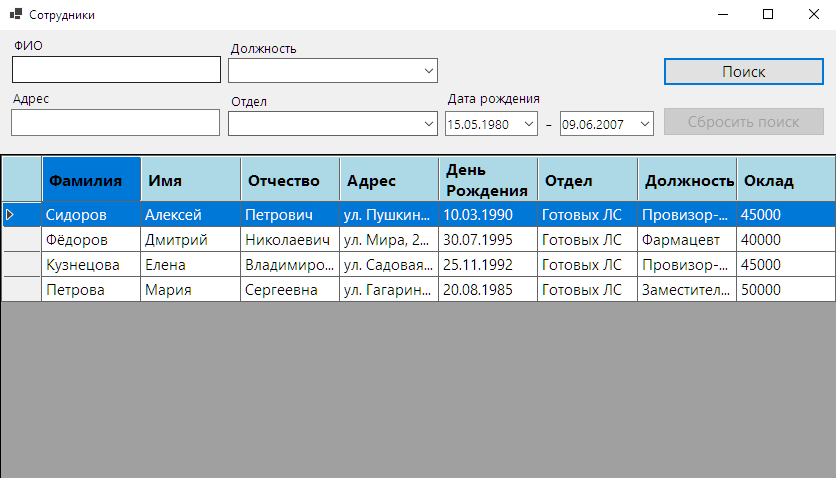 Сотрудники
ФИО
Должность
Поиск
Адрес
Отдел
Дата рождения
15.05.1980 - 09.06.2007
Сбросить поиск
Фамилия Имя Отчество Адрес День Рождения Отдел Должность Оклад
Сидоров Алексей Петрович ул. Пушкин... 10.03.1990 Готовых ЛС Провизор-... 45000
Фёдоров Дмитрий Николаевич ул. Мира, 2... 30.07.1995 Готовых ЛС Фармацевт 40000
Кузнецова Елена Владимиро... ул. Садовая... 25.11.1992 Готовых ЛС Провизор-... 45000
Петрова Мария Сергеевна ул. Гагарин... 20.08.1985 Готовых ЛС Заместител... 50000